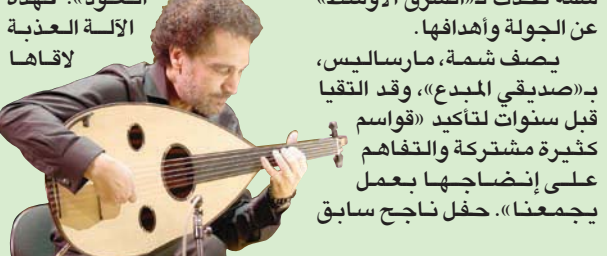 شمة تحدث لـ«الشرق الأوسط»
عن الجولة وأهدافها.
يصف شمة، مارساليس،
بـ«صديقي المبدع»، وقد التقيا
قبل سنوات لتأكيد «قواسم
كثيرة مشتركة والتفاهم
على إنضاجها بعمل
يجمعنا». حفل ناجح سابق
العود». فهذه
الآلة العذبة
لاقاها